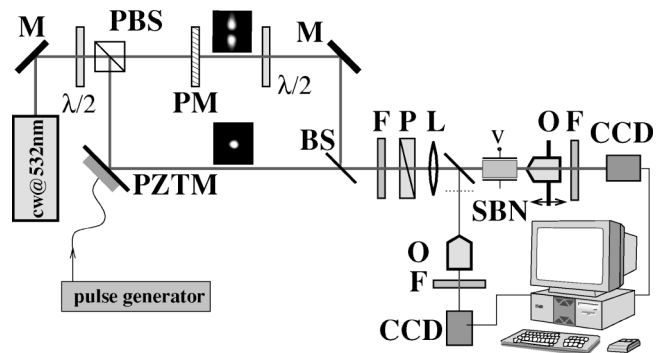 M
PBS
M
λ/2
PM
λ/2
cw@532nm
PZTM
BS
F
P
L
V
O
F
CCD
SBN
O
F
CCD
pulse generator